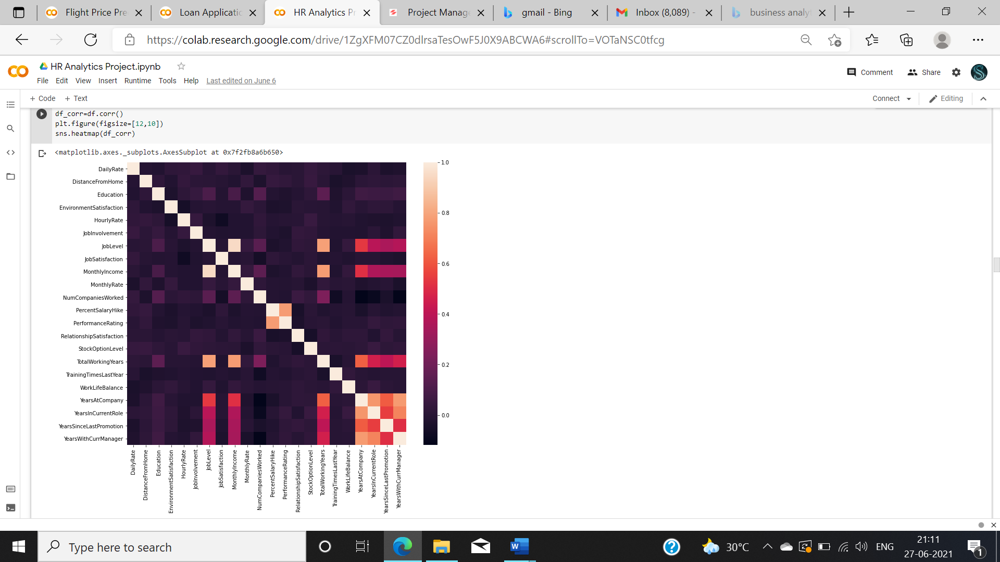 Flight Price Pre
Loan Applicatic
HR Analytics Pr
Project Manage
gmail - Bing
Inbox (8,089) -
business analyt
https://colab.research.google.com/drive/1ZgXFM07CZ0dlrsaTesOwF5J0X9ABCWA6#scrollTo=VOTaNSC0tfcg
HR Analytics Project.ipynb
Comment
Share
File Edit View Insert Runtime Tools Help Last edited on June 6
+ Code + Text
Connect
Editing
df_corr=df.corr()
plt.figure(figsize=[12,10])
sns.heatmap(df_corr)
<matplotlib.axes._subplots.AxesSubplot at 0x7f2fb8a6b650>
DailyRate
DistanceFromHome
Education
EnvironmentSatisfaction
HourlyRate
JobInvolvement
JobLevel
JobSatisfaction
MonthlyIncome
MonthlyRate
NumCompaniesWorked
PercentSalaryHike
PerformanceRating
RelationshipSatisfaction
StockOptionLevel
TotalWorkingYears
TrainingTimesLastYear
WorkLifeBalance
YearsAtCompany
YearsInCurrentRole
YearsSinceLastPromotion
YearsWithCurrManager
1.0
0.8
0.6
0.4
0.2
0.0
DailyRate
DistanceFromHome
Education
EnvironmentSatisfaction
HourlyRate
JobInvolvement
JobLevel
JobSatisfaction
MonthlyIncome
MonthlyRate
NumCompaniesWorked
PercentSalaryHike
PerformanceRating
RelationshipSatisfaction
StockOptionLevel
TotalWorkingYears
TrainingTimesLastYear
WorkLifeBalance
YearsAtCompany
YearsInCurrentRole
YearsSinceLastPromotion
YearsWithCurrManager
Type here to search
30°C
ENG
21:11
27-06-2021
1